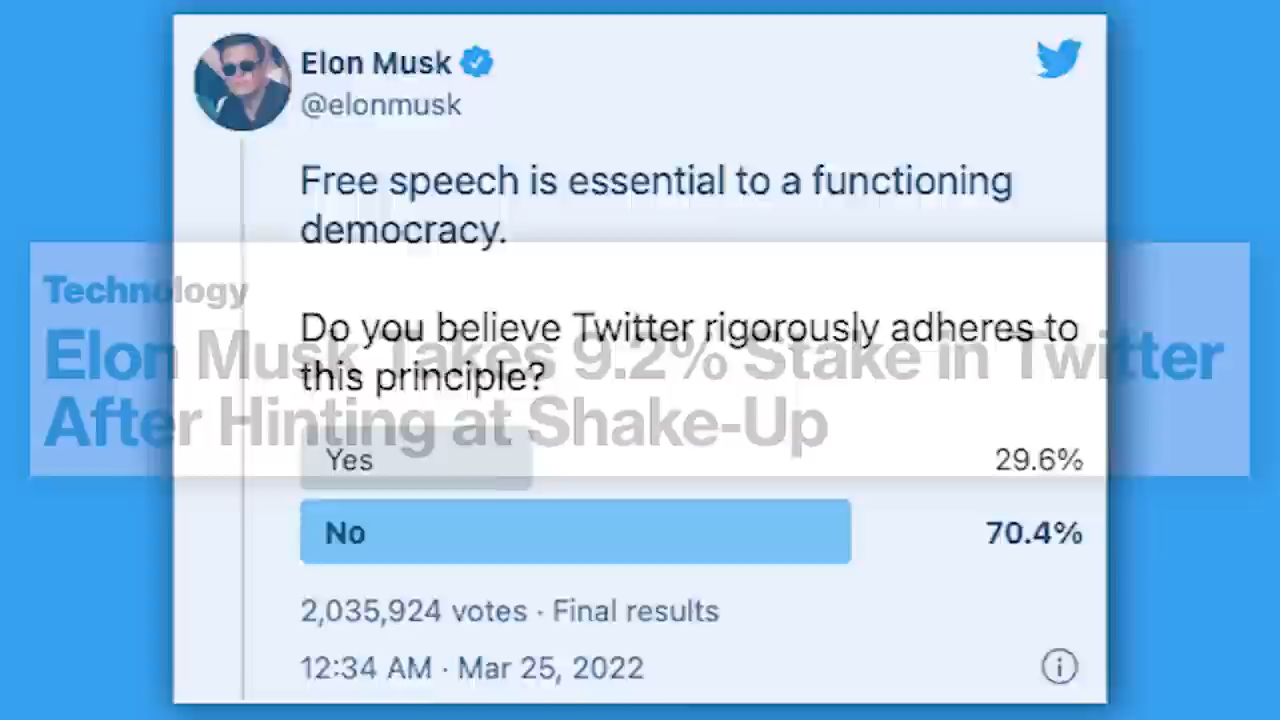 Elon Musk
@elonmusk
Free speech is essential to a functioning
democracy.
Do you believe Twitter rigorously adheres to
this principle?
Yes 29.6%
No 70.4%
2,035,924 votes · Final results
12:34 AM · Mar 25, 2022
Technology
Elon Musk Takes 9.2% Stake in Twitter
After Hinting at Shake-Up